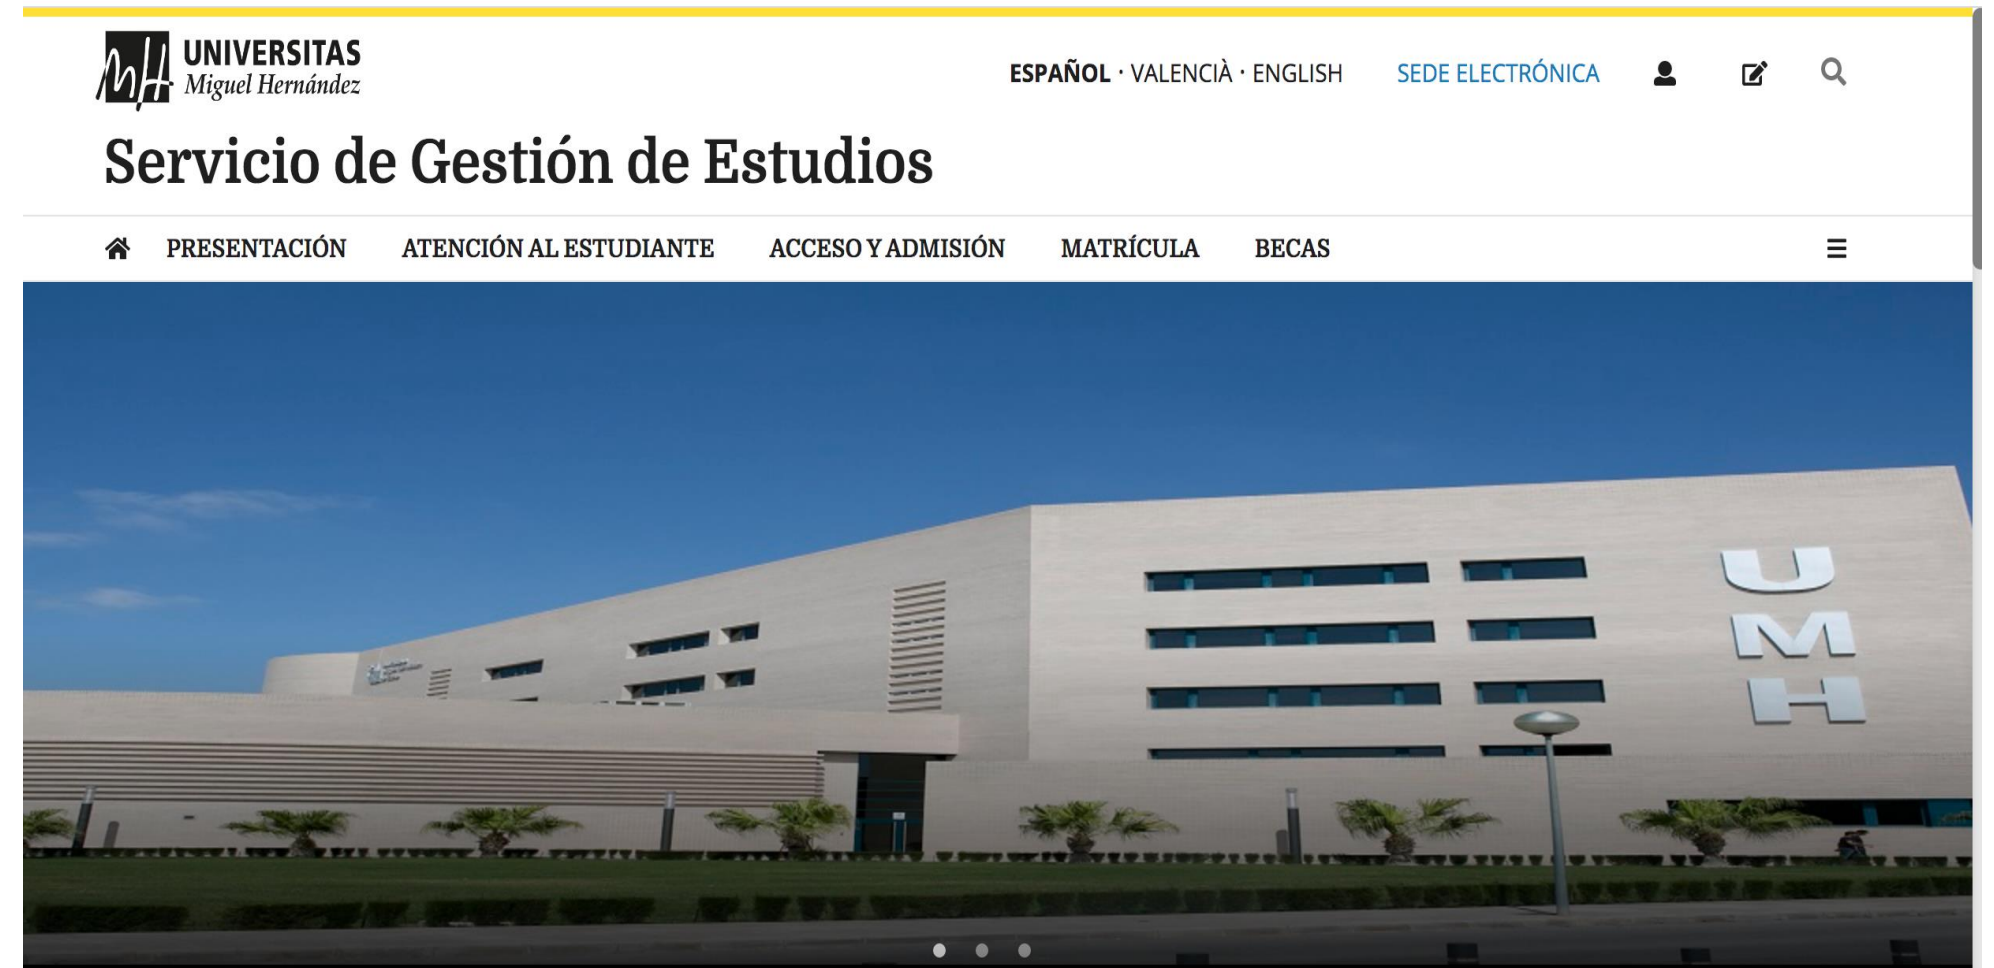 UNIVERSITAS
Miguel Hernández
ESPAÑOL · VALENCIÀ · ENGLISH
SEDE ELECTRÓNICA
Servicio de Gestión de Estudios
PRESENTACIÓN
ATENCIÓN AL ESTUDIANTE
ACCESO Y ADMISIÓN
MATRÍCULA
BECAS
U
M
H